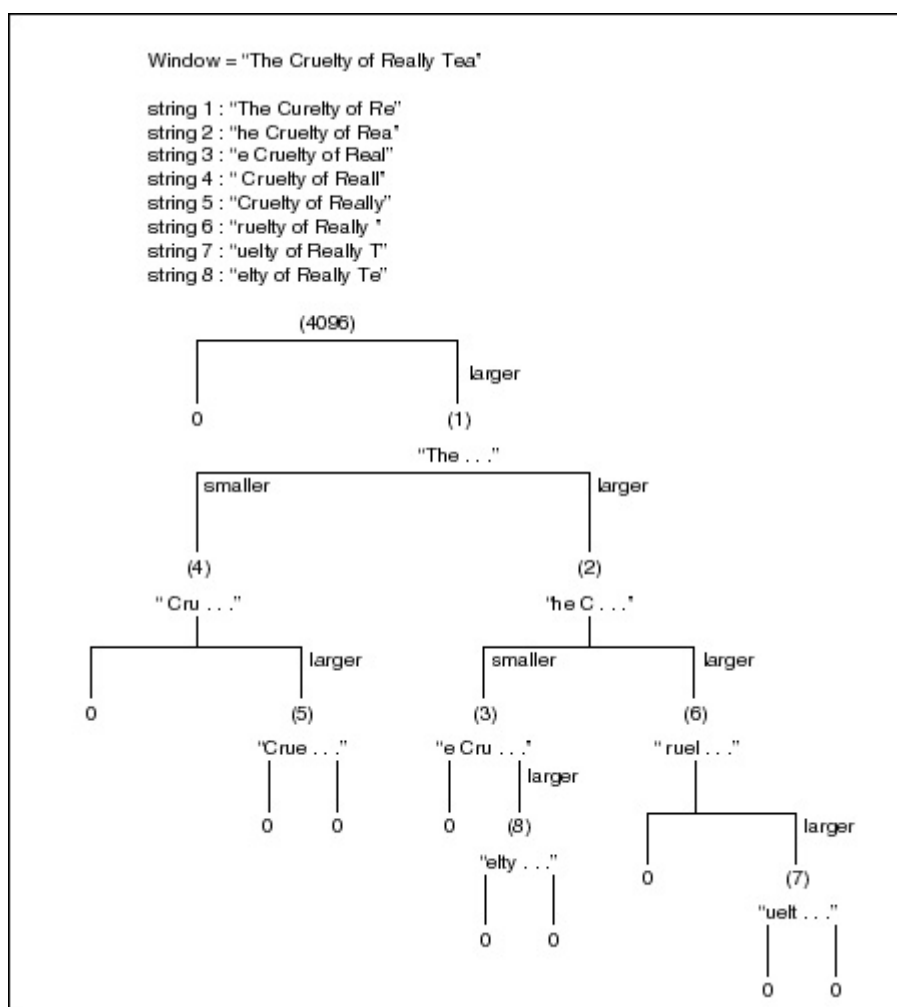 Window = "The Cruelty of Really Tea"
string 1 : "The Curelty of Re"
string 2 : "he Cruelty of Rea"
string 3 : "e Cruelty of Real"
string 4 : " Cruelty of Reall"
string 5 : "Cruelty of Really"
string 6 : "ruelty of Really "
string 7 : "uelty of Really T"
string 8 : "elty of Really Te"
(4096)
larger
0 (1)
"The . . ."
smaller larger
(4) (2)
" Cru . . ." "he C . . ."
larger smaller larger
0 (5) (3) (6)
"Crue . . ." "e Cru . . ." " ruel . . ."
larger
0 0 0 (8) larger
"elty . . ." 0 (7)
"uelt . . ."
0 0
0 0